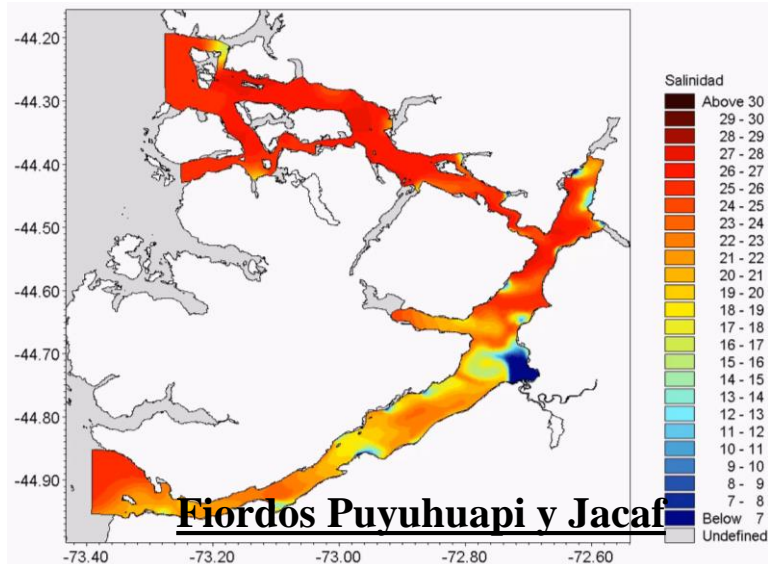 -44.20
-44.30
-44.40
-44.50
-44.60
-44.70
-44.80
-44.90
-73.40
-73.20
-73.00
-72.80
-72.60
Salinidad
Above 30
29 - 30
28 - 29
27 - 28
26 - 27
25 - 26
24 - 25
23 - 24
22 - 23
21 - 22
20 - 21
19 - 20
18 - 19
17 - 18
16 - 17
15 - 16
14 - 15
13 - 14
12 - 13
11 - 12
10 - 11
9 - 10
8 - 9
7 - 8
Below 7
Undefined
Fiordos Puyuhuapi y Jacaf